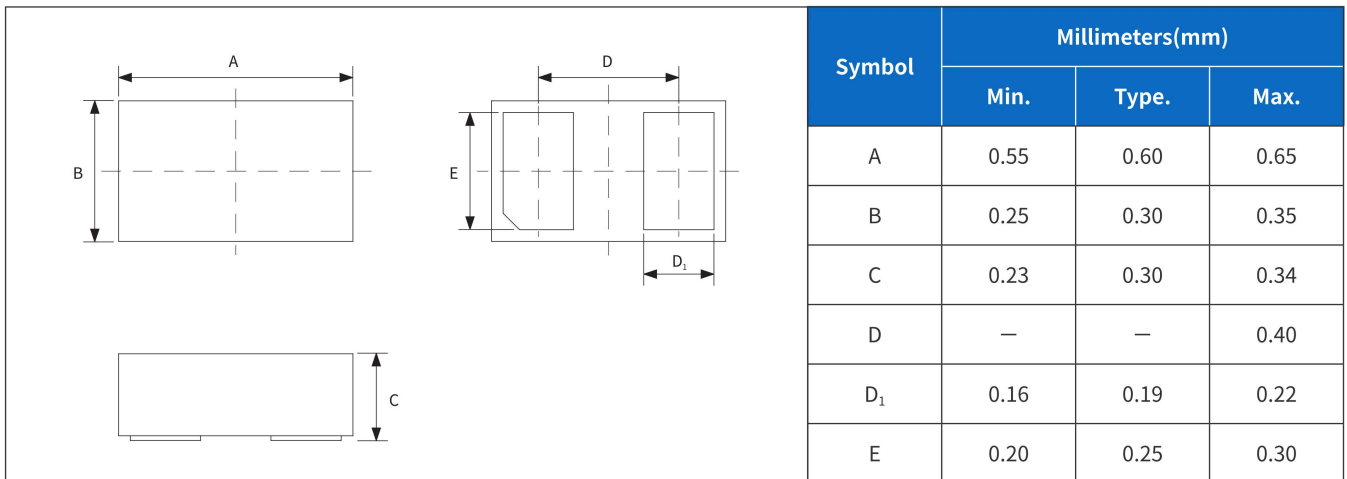 A
B
D
E
D₁
C
Symbol Millimeters(mm)
Min. Type. Max.
A 0.55 0.60 0.65
B 0.25 0.30 0.35
C 0.23 0.30 0.34
D — — 0.40
D₁ 0.16 0.19 0.22
E 0.20 0.25 0.30